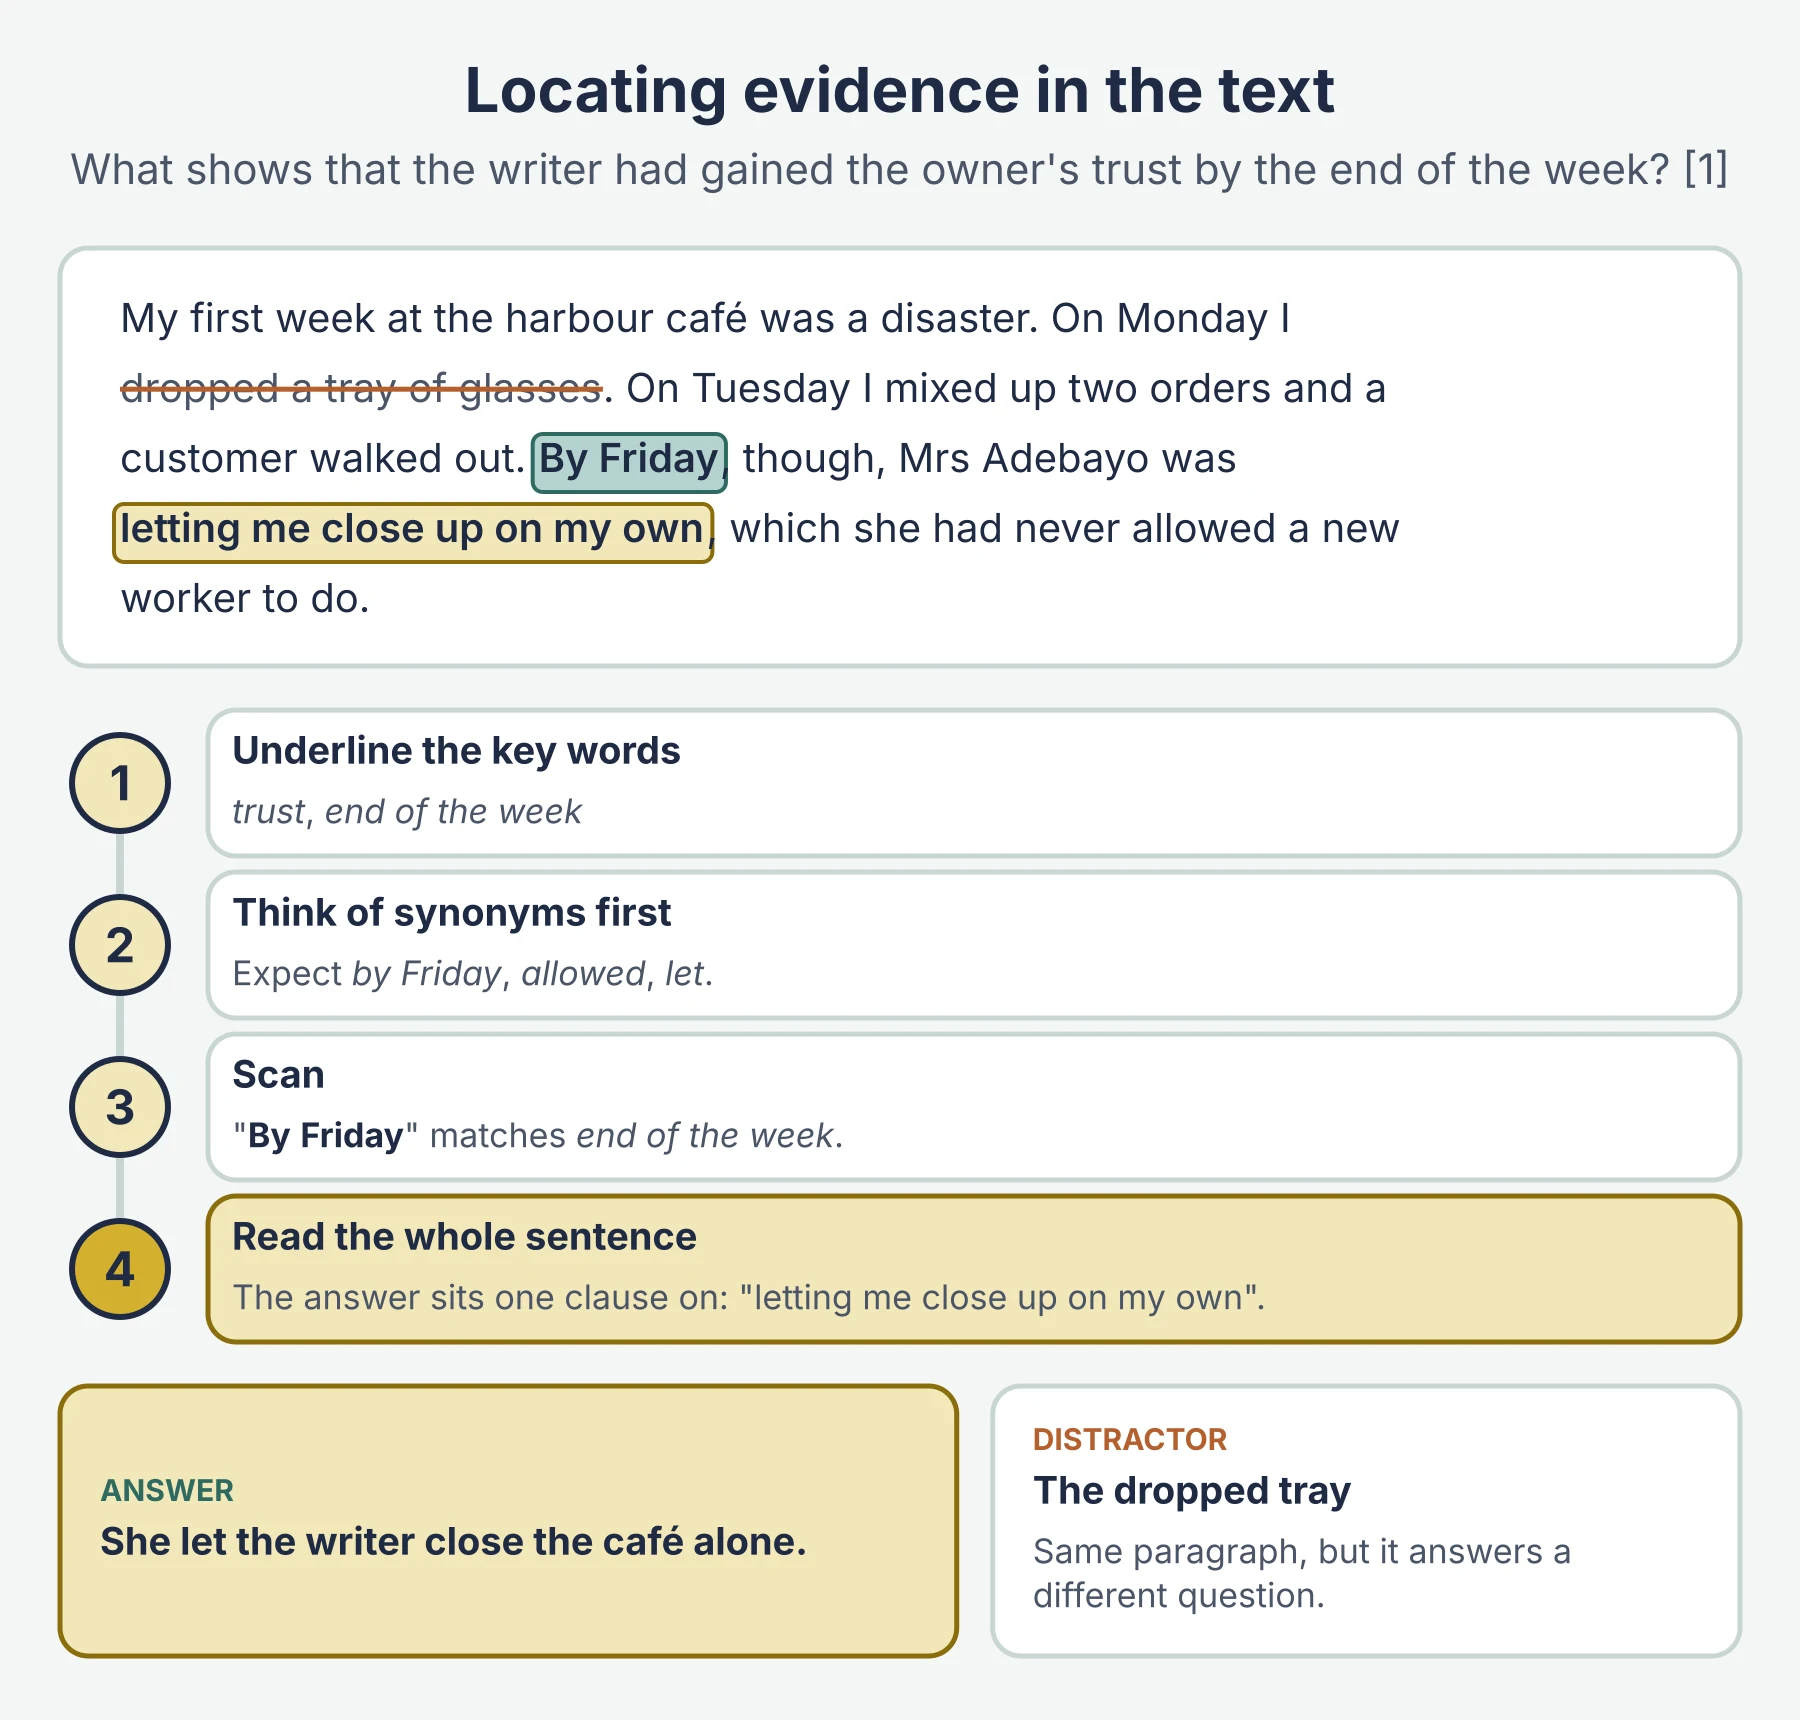 Locating evidence in the text
What shows that the writer had gained the owner's trust by the end of the week? [1]
My first week at the harbour café was a disaster. On Monday I
dropped a tray of glasses. On Tuesday I mixed up two orders and a
customer walked out. By Friday, though, Mrs Adebayo was
letting me close up on my own, which she had never allowed a new
worker to do.
1
Underline the key words
trust, end of the week
2
Think of synonyms first
Expect by Friday, allowed, let.
3
Scan
"By Friday" matches end of the week.
4
Read the whole sentence
The answer sits one clause on: "letting me close up on my own".
ANSWER
She let the writer close the café alone.
DISTRACTOR
The dropped tray
Same paragraph, but it answers a
different question.